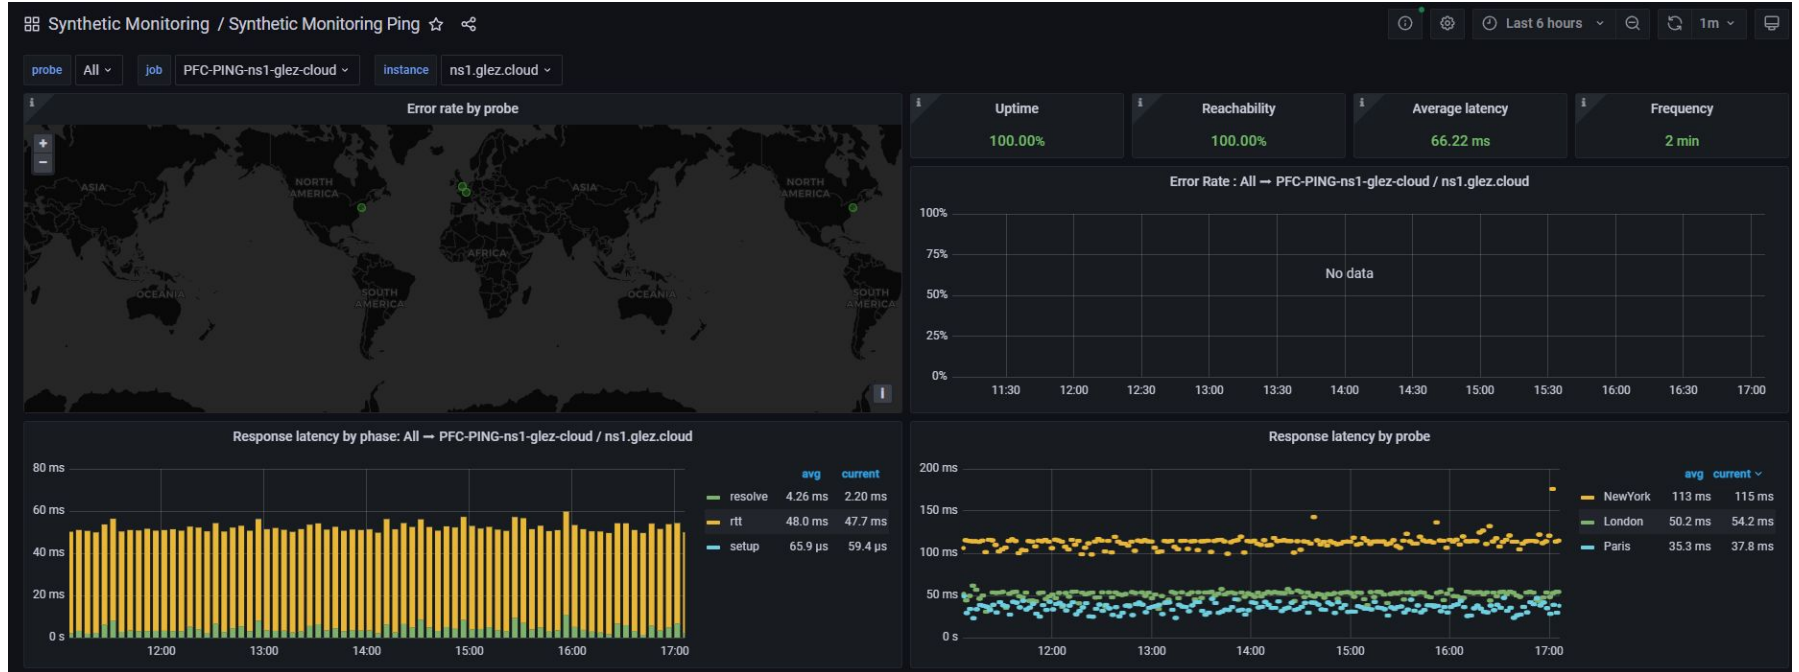 Synthetic Monitoring / Synthetic Monitoring Ping
Last 6 hours
1m
probe All job PFC-PING-ns1-glez-cloud instance ns1.glez.cloud
Error rate by probe
+
−
ASIA
NORTH AMERICA
ASIA
NORTH AMERICA
AFRICA
OCEANIA
SOUTH AMERICA
OCEANIA
SOUTH AMERICA
Uptime
100.00%
Reachability
100.00%
Average latency
66.22 ms
Frequency
2 min
Error Rate : All → PFC-PING-ns1-glez-cloud / ns1.glez.cloud
100%
75%
50%
25%
0%
No data
11:30 12:00 12:30 13:00 13:30 14:00 14:30 15:00 15:30 16:00 16:30 17:00
Response latency by phase: All → PFC-PING-ns1-glez-cloud / ns1.glez.cloud
80 ms
60 ms
40 ms
20 ms
0 s
12:00 13:00 14:00 15:00 16:00 17:00
avg current
resolve 4.26 ms 2.20 ms
rtt 48.0 ms 47.7 ms
setup 65.9 µs 59.4 µs
Response latency by probe
200 ms
150 ms
100 ms
50 ms
0 s
12:00 13:00 14:00 15:00 16:00 17:00
avg current
NewYork 113 ms 115 ms
London 50.2 ms 54.2 ms
Paris 35.3 ms 37.8 ms